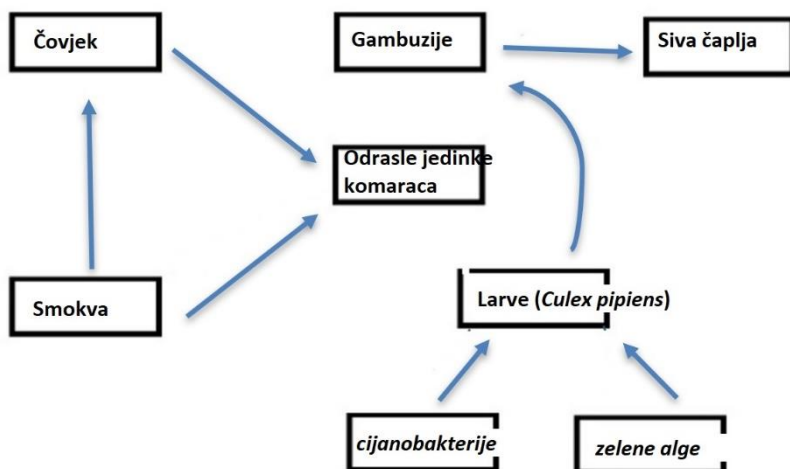 Čovjek
Gambuzije
Siva čaplja
Odrasle jedinke
komaraca
Smokva
Larve (Culex pipiens)
cijanobakterije
zelene alge